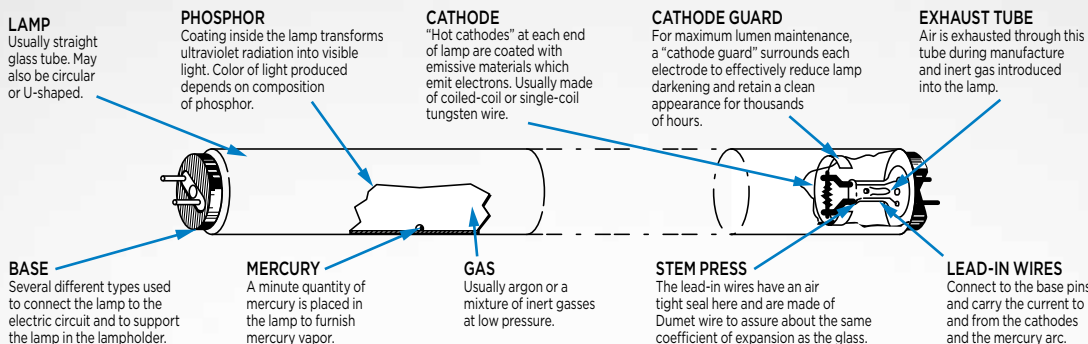 LAMP
Usually straight
glass tube. May
also be circular
or U-shaped.
PHOSPHOR
Coating inside the lamp transforms
ultraviolet radiation into visible
light. Color of light produced
depends on composition
of phosphor.
CATHODE
“Hot cathodes” at each end
of lamp are coated with
emissive materials which
emit electrons. Usually made
of coiled-coil or single-coil
tungsten wire.
CATHODE GUARD
For maximum lumen maintenance,
a “cathode guard” surrounds each
electrode to effectively reduce lamp
darkening and retain a clean
appearance for thousands
of hours.
EXHAUST TUBE
Air is exhausted through this
tube during manufacture
and inert gas introduced
into the lamp.
BASE
Several different types used
to connect the lamp to the
electric circuit and to support
the lamp in the lampholder.
MERCURY
A minute quantity of
mercury is placed in
the lamp to furnish
mercury vapor.
GAS
Usually argon or a
mixture of inert gasses
at low pressure.
STEM PRESS
The lead-in wires have an air
tight seal here and are made of
Dumet wire to assure about the same
coefficient of expansion as the glass.
LEAD-IN WIRES
Connect to the base pins
and carry the current to
and from the cathodes
and the mercury arc.